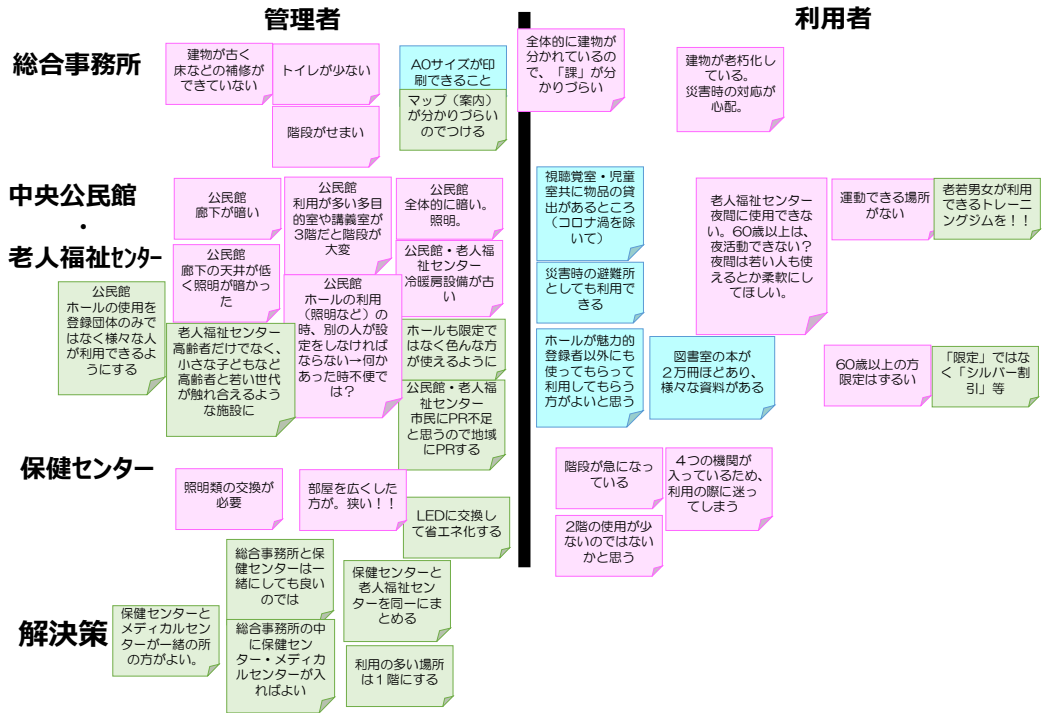 管理者
利用者
総合事務所
建物が古く
床などの補修が
できていない
トイレが少ない
階段がせまい
AOサイズが印
刷できること
マップ（案内）
が分かりづらい
のでつける
全体的に建物が
分かれているの
で、「課」が分
かりづらい
建物が老朽化
している。
災害時の対応が
心配。
中央公民館
・
老人福祉センター
公民館
廊下が暗い
公民館
利用が多い多目
的室や講義室が
3階だと階段が
大変
公民館
全体的に暗い。
照明。
公民館
廊下の天井が低
く照明が暗かっ
た
公民館・老人福
祉センター
冷暖房設備が古
い
公民館
ホールの使用を
登録団体のみで
はなく様々な人
が利用できるよ
うにする
老人福祉センター
高齢者だけでなく、
小さな子どもなど
高齢者と若い世代
が触れ合えるよう
な施設に
公民館
ホールの利用
（照明など）の
時、別の人が設
定をしなければ
ならない→何か
あった時不便で
は？
ホールも限定で
はなく色んな方
が使えるように
公民館・老人福
祉センター
市民にPR不足
と思うので地域
にPRする
視聴覚室・児童
室共に物品の貸
出があるところ
（コロナ渦を除
いて）
災害時の避難所
としても利用で
きる
ホールが魅力的
登録者以外にも
使ってもらって
利用してもらう
方がよいと思う
図書室の本が
２万冊ほどあり、
様々な資料がある
老人福祉センター
夜間に使用できな
い。60歳以上は、
夜活動できない？
夜間は若い人も使
えるとか柔軟にし
てほしい。
運動できる場所
がない
老若男女が利用
できるトレーニ
ングジムを！！
60歳以上の方
限定はずるい
「限定」ではな
く「シルバー割
引」等
保健センター
照明類の交換が
必要
部屋を広くした
方が。狭い！！
LEDに交換し
て省エネ化する
階段が急になっ
ている
４つの機関が
入っているため、
利用の際に迷っ
てしまう
２階の使用が少
ないのではない
かと思う
解決策
保健センターと
メディカルセン
ターが一緒の所
の方がよい。
総合事務所と保
健センターは一
緒にしても良い
のでは
総合事務所の中
に保健セン
ター・メディカ
ルセンターが入
ればよい
保健センターと
老人福祉セン
ターを同一にま
とめる
利用の多い場所
は１階にする